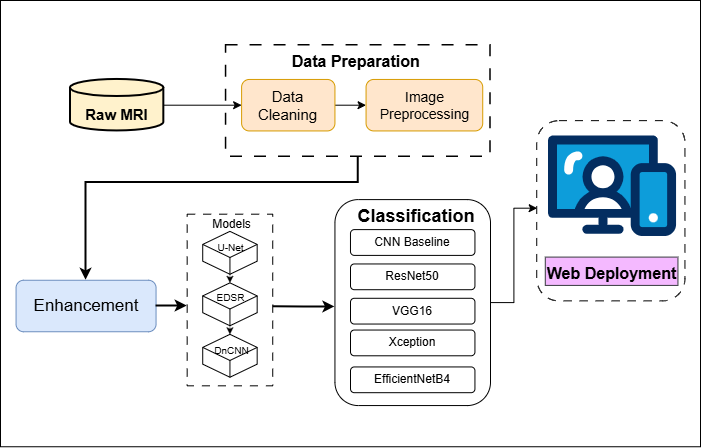 Data Preparation
Raw MRI
Data
Cleaning
Image
Preprocessing
Enhancement
Models
U-Net
EDSR
DnCNN
Classification
CNN Baseline
ResNet50
VGG16
Xception
EfficientNetB4
Web Deployment